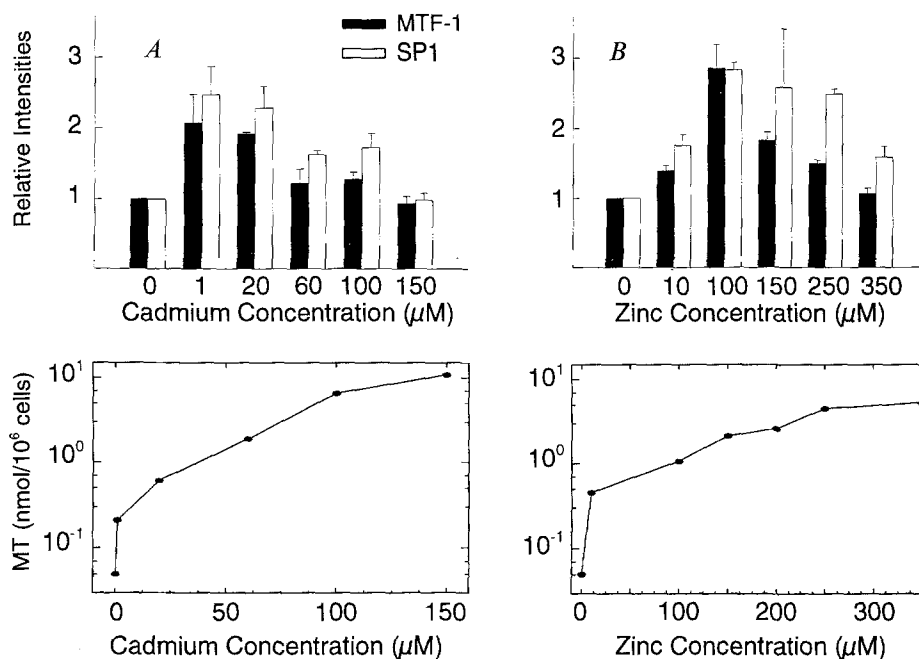 A
MTF-1
SP1
B
Relative Intensities
3
2
1
0 1 20 60 100 150
Cadmium Concentration (µM)
3
2
1
0 10 100 150 250 350
Zinc Concentration (µM)
MT (nmol/10⁶ cells)
10¹
10⁰
10⁻¹
0 50 100 150
Cadmium Concentration (µM)
10¹
10⁰
10⁻¹
0 100 200 300
Zinc Concentration (µM)